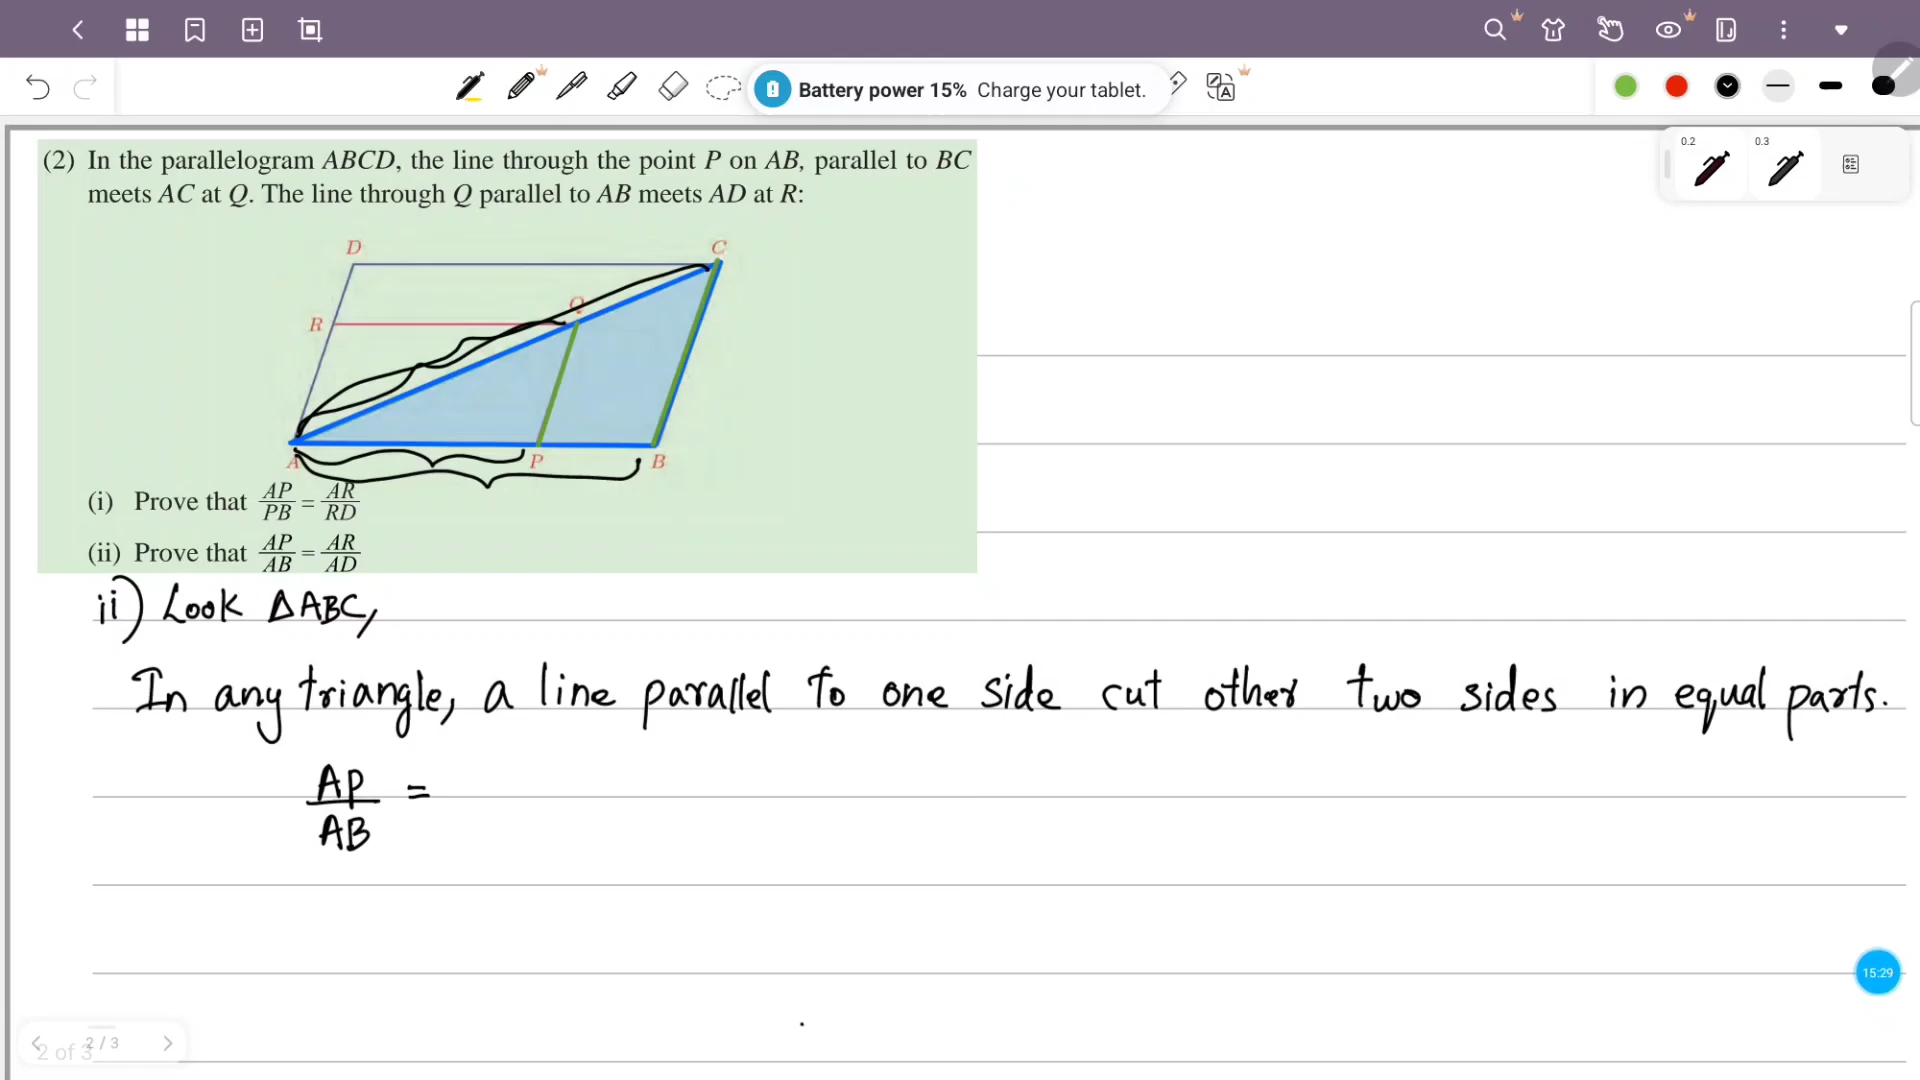 Battery power 15% Charge your tablet.
0.2
0.3
(2) In the parallelogram ABCD, the line through the point P on AB, parallel to BC
meets AC at Q. The line through Q parallel to AB meets AD at R:
D
C
Q
R
A
P
B
(i) Prove that AP/PB = AR/RD
(ii) Prove that AP/AB = AR/AD
ii) Look ΔABC,
In any triangle, a line parallel to one side cut other two sides in equal parts.
AP/AB =
15:29
2 / 3
2 of 3